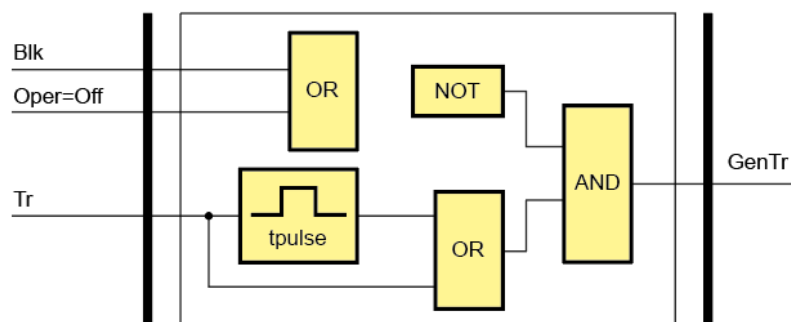 Blk
OR
NOT
Oper=Off
AND
GenTr
Tr
tpulse
OR